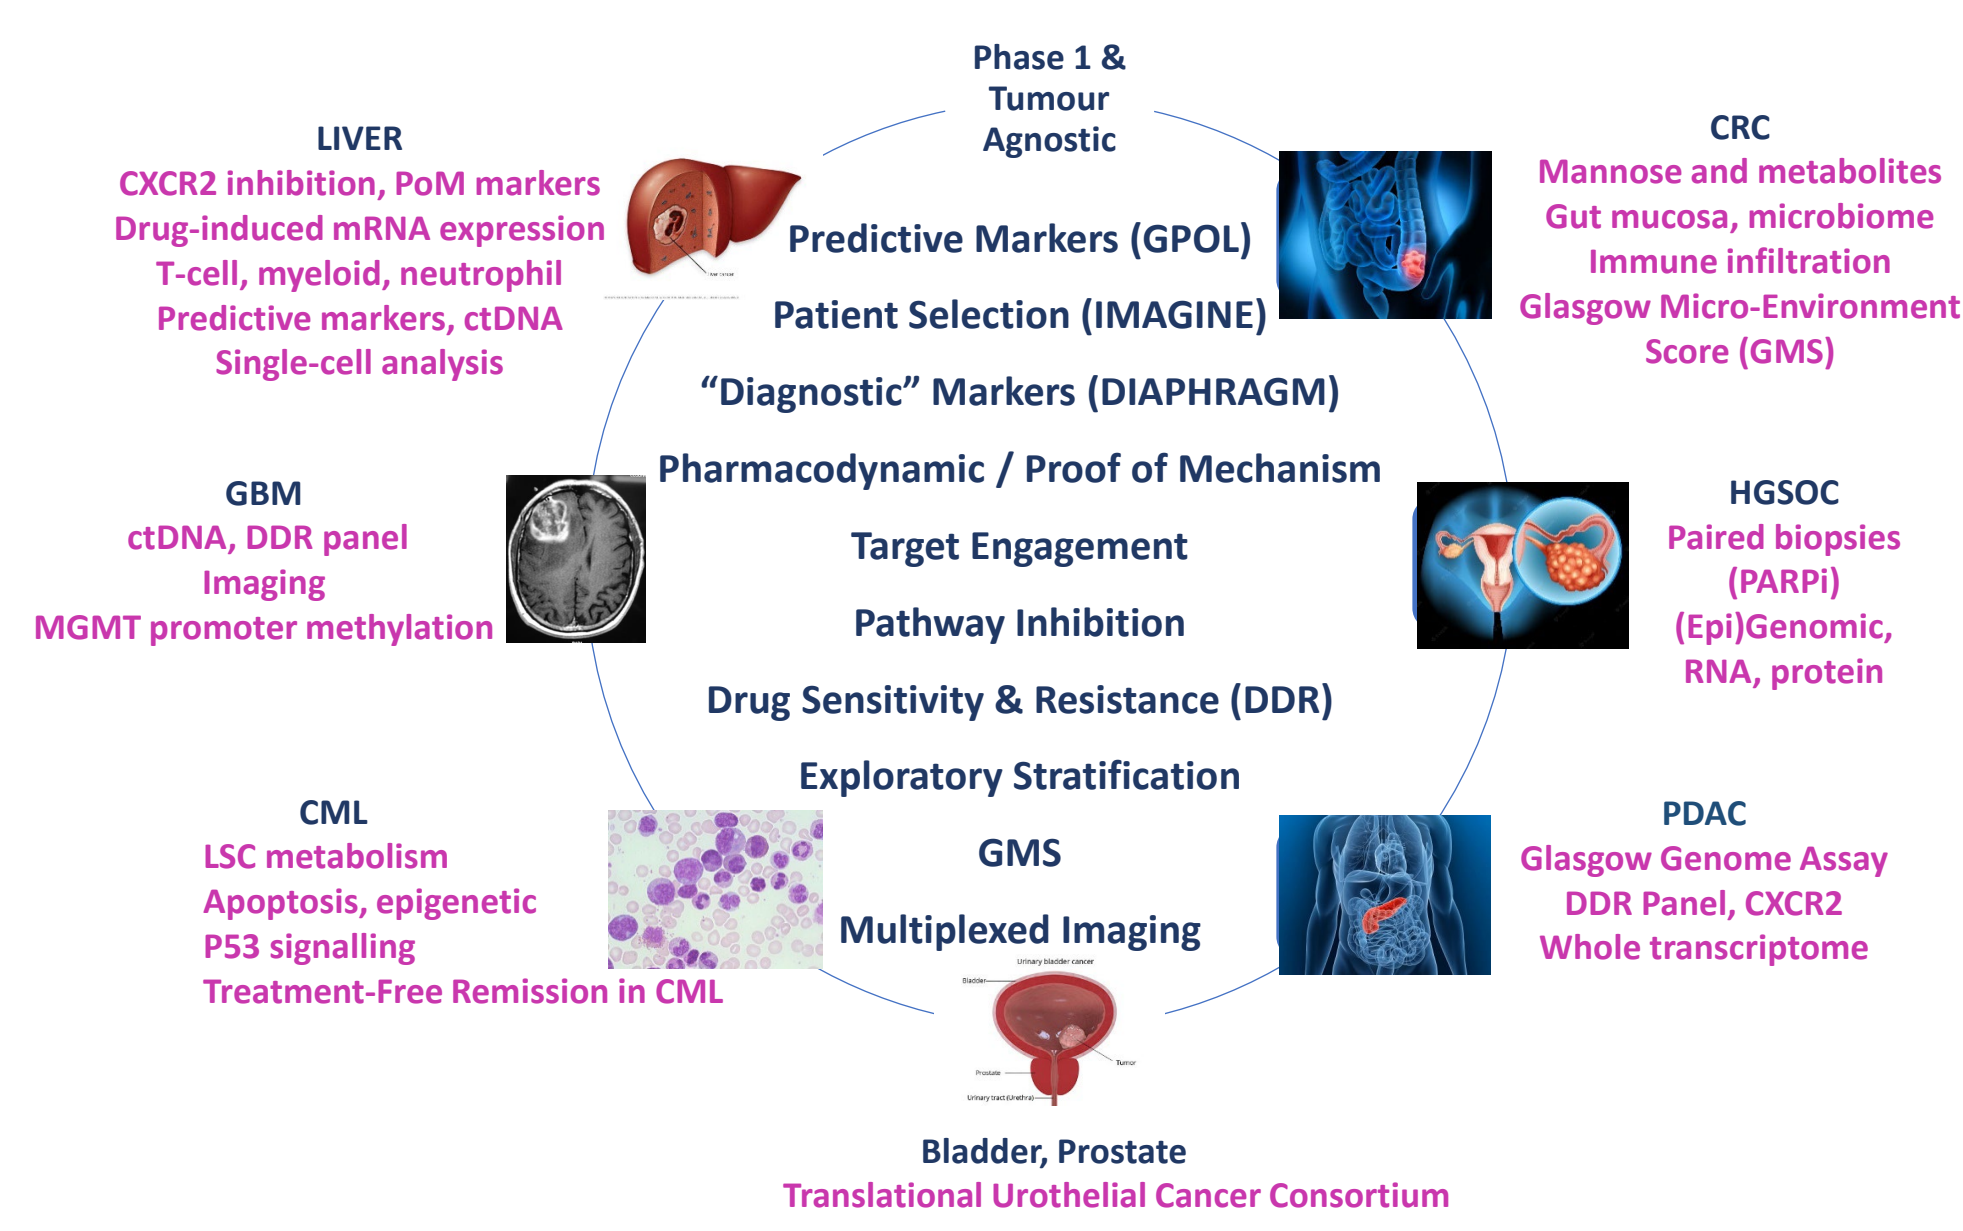 Phase 1 &
Tumour
Agnostic
LIVER
CXCR2 inhibition, PoM markers
Drug-induced mRNA expression
T-cell, myeloid, neutrophil
Predictive markers, ctDNA
Single-cell analysis
liver cancer
CRC
Mannose and metabolites
Gut mucosa, microbiome
Immune infiltration
Glasgow Micro-Environment
Score (GMS)
Predictive Markers (GPOL)
Patient Selection (IMAGINE)
“Diagnostic” Markers (DIAPHRAGM)
Pharmacodynamic / Proof of Mechanism
Target Engagement
Pathway Inhibition
Drug Sensitivity & Resistance (DDR)
Exploratory Stratification
GMS
Multiplexed Imaging
GBM
ctDNA, DDR panel
Imaging
MGMT promoter methylation
HGSOC
Paired biopsies
(PARPi)
(Epi)Genomic,
RNA, protein
CML
LSC metabolism
Apoptosis, epigenetic
P53 signalling
Treatment-Free Remission in CML
PDAC
Glasgow Genome Assay
DDR Panel, CXCR2
Whole transcriptome
Urinary bladder cancer
Bladder
Tumor
Prostate
Urinary tract (Urethra)
Bladder, Prostate
Translational Urothelial Cancer Consortium